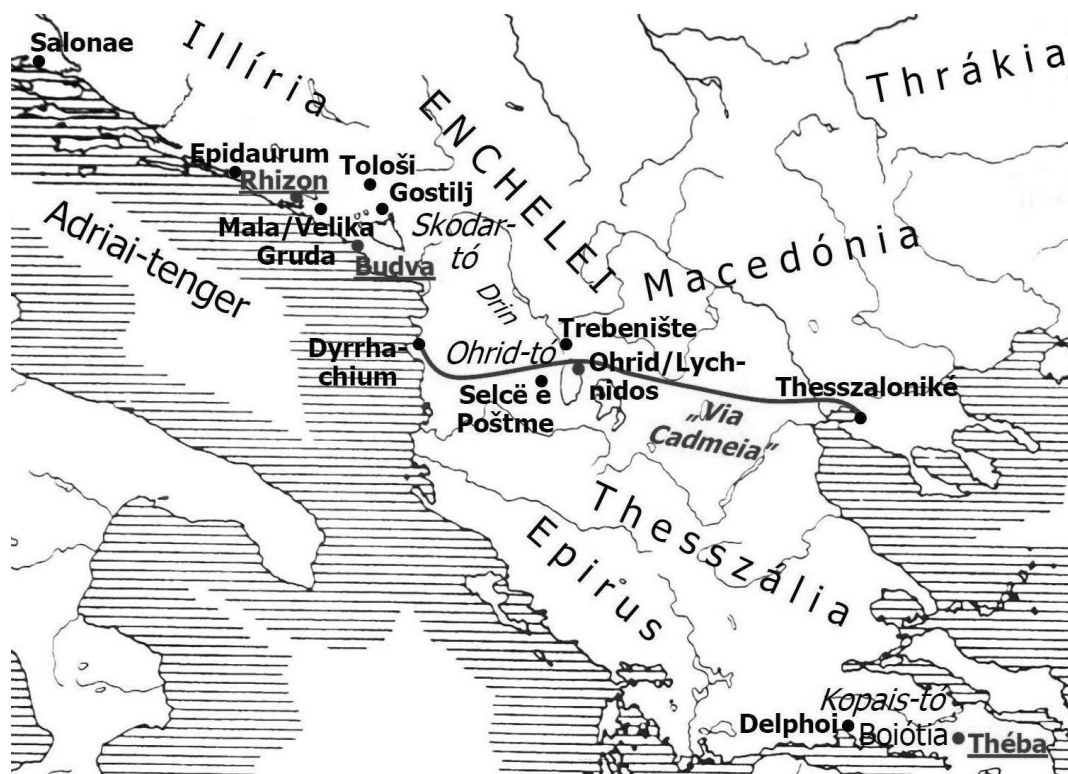 Salonae
Illíria
Thrákia
ENCHELEI
Epidaurum
Tološi
Rhizon
Gostilj
Mala/Velika
Gruda
Skodar-
tó
Adriai-tenger
Budva
Macedónia
Drin
Trebenište
Dyrrha-
chium
Ohrid-tó
Ohrid/Lych-
nidos
Selcë e
Poštme
Thesszaloniké
„Via
Cadmeia”
Thesszália
Epirus
Kopais-tó
Delphoi
Boiótia
Théba